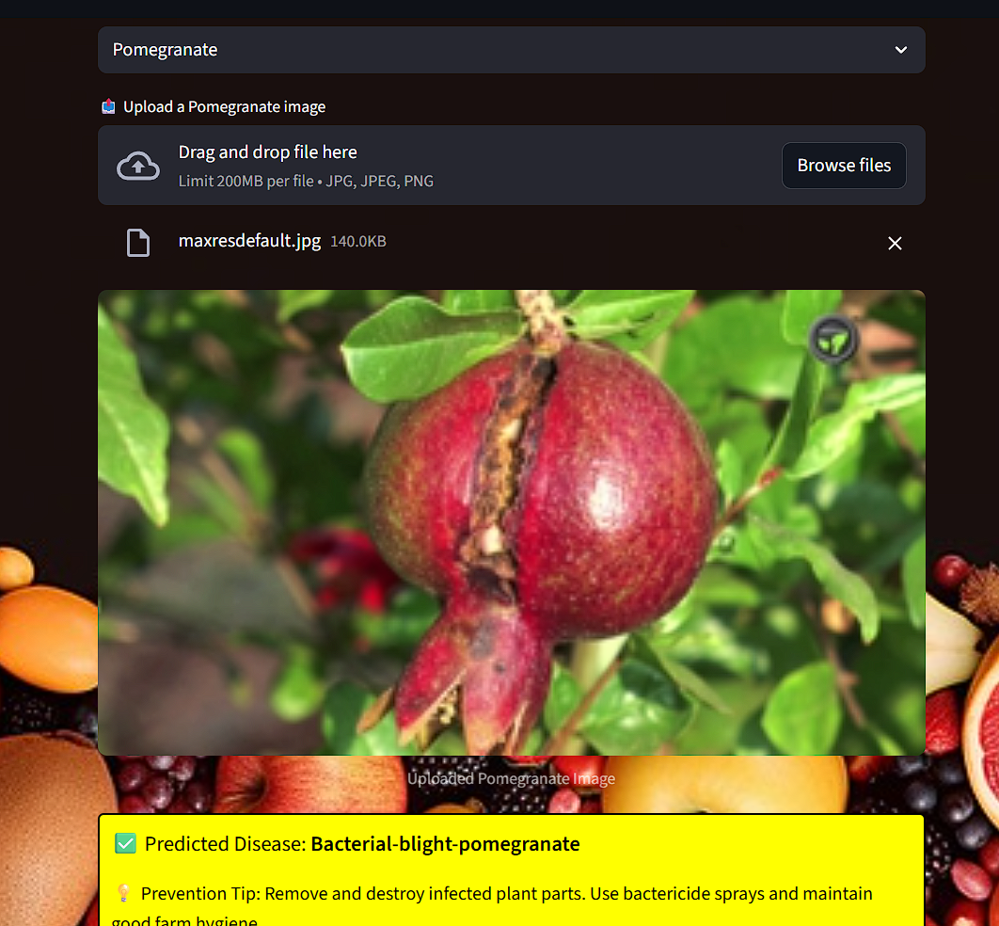 Pomegranate
Upload a Pomegranate image
Drag and drop file here
Limit 200MB per file • JPG, JPEG, PNG
Browse files
maxresdefault.jpg 140.0KB
Uploaded Pomegranate Image
Predicted Disease: Bacterial-blight-pomegranate
Prevention Tip: Remove and destroy infected plant parts. Use bactericide sprays and maintain
good farm hygiene.